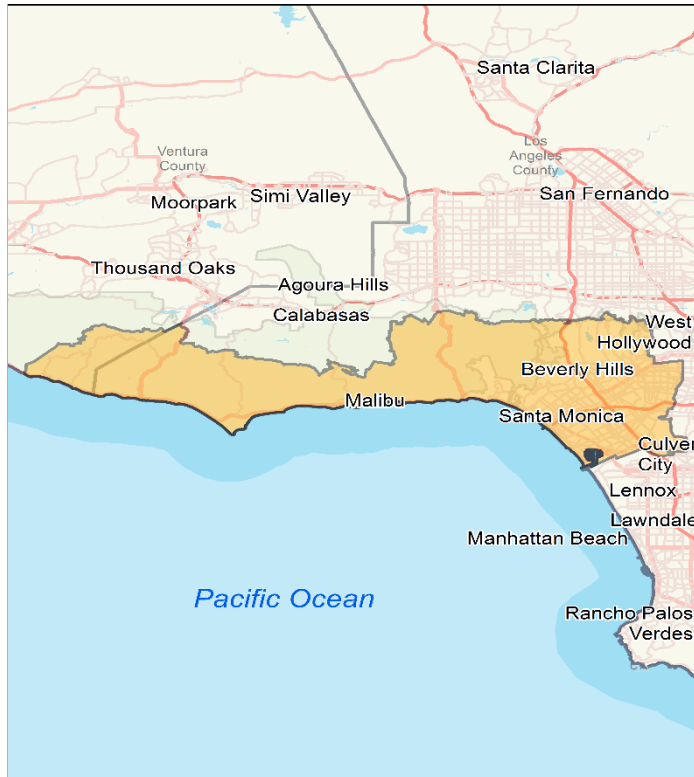 Santa Clarita
Los
Angeles
County
Ventura
County
San Fernando
Simi Valley
Moorpark
Thousand Oaks
Agoura Hills
Calabasas
West
Hollywood
Beverly Hills
Malibu
Santa Monica
Culver
City
Lennox
Lawndale
Manhattan Beach
Pacific Ocean
Rancho Palos
Verdes